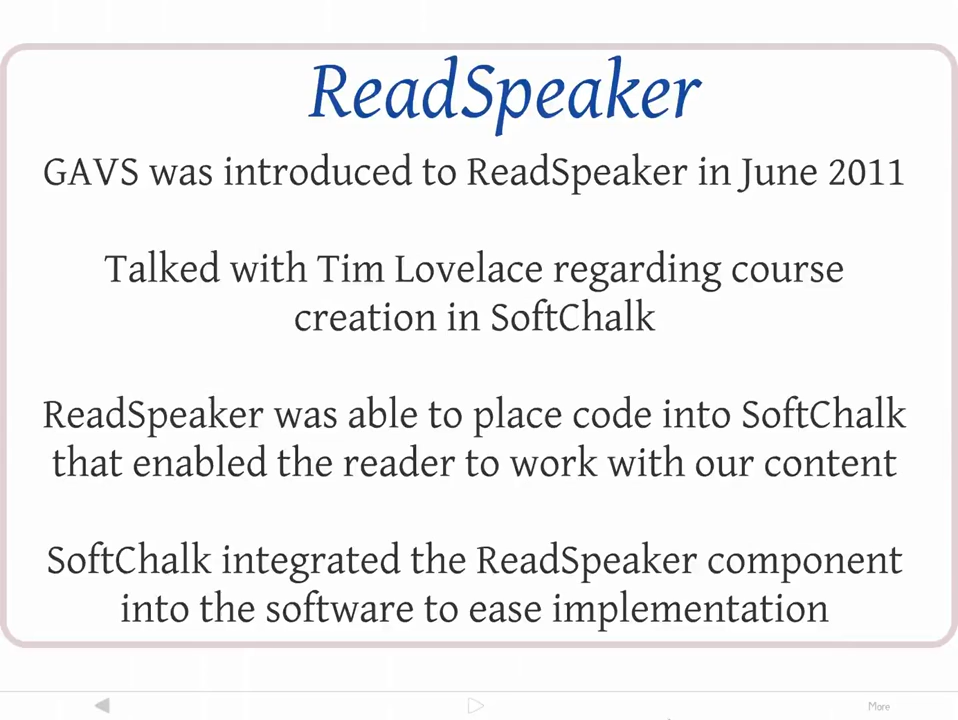 ReadSpeaker
GAVS was introduced to ReadSpeaker in June 2011
Talked with Tim Lovelace regarding course
creation in SoftChalk
ReadSpeaker was able to place code into SoftChalk
that enabled the reader to work with our content
SoftChalk integrated the ReadSpeaker component
into the software to ease implementation
More